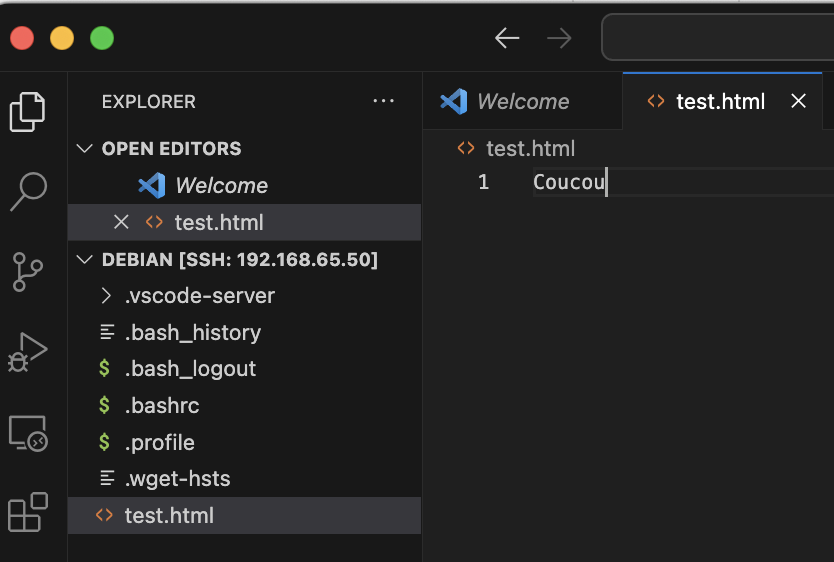 EXPLORER ...
OPEN EDITORS
Welcome
test.html
DEBIAN [SSH: 192.168.65.50]
.vscode-server
.bash_history
$ .bash_logout
$ .bashrc
$ .profile
.wget-hsts
<> test.html
Welcome
<> test.html
<> test.html
1 Coucou